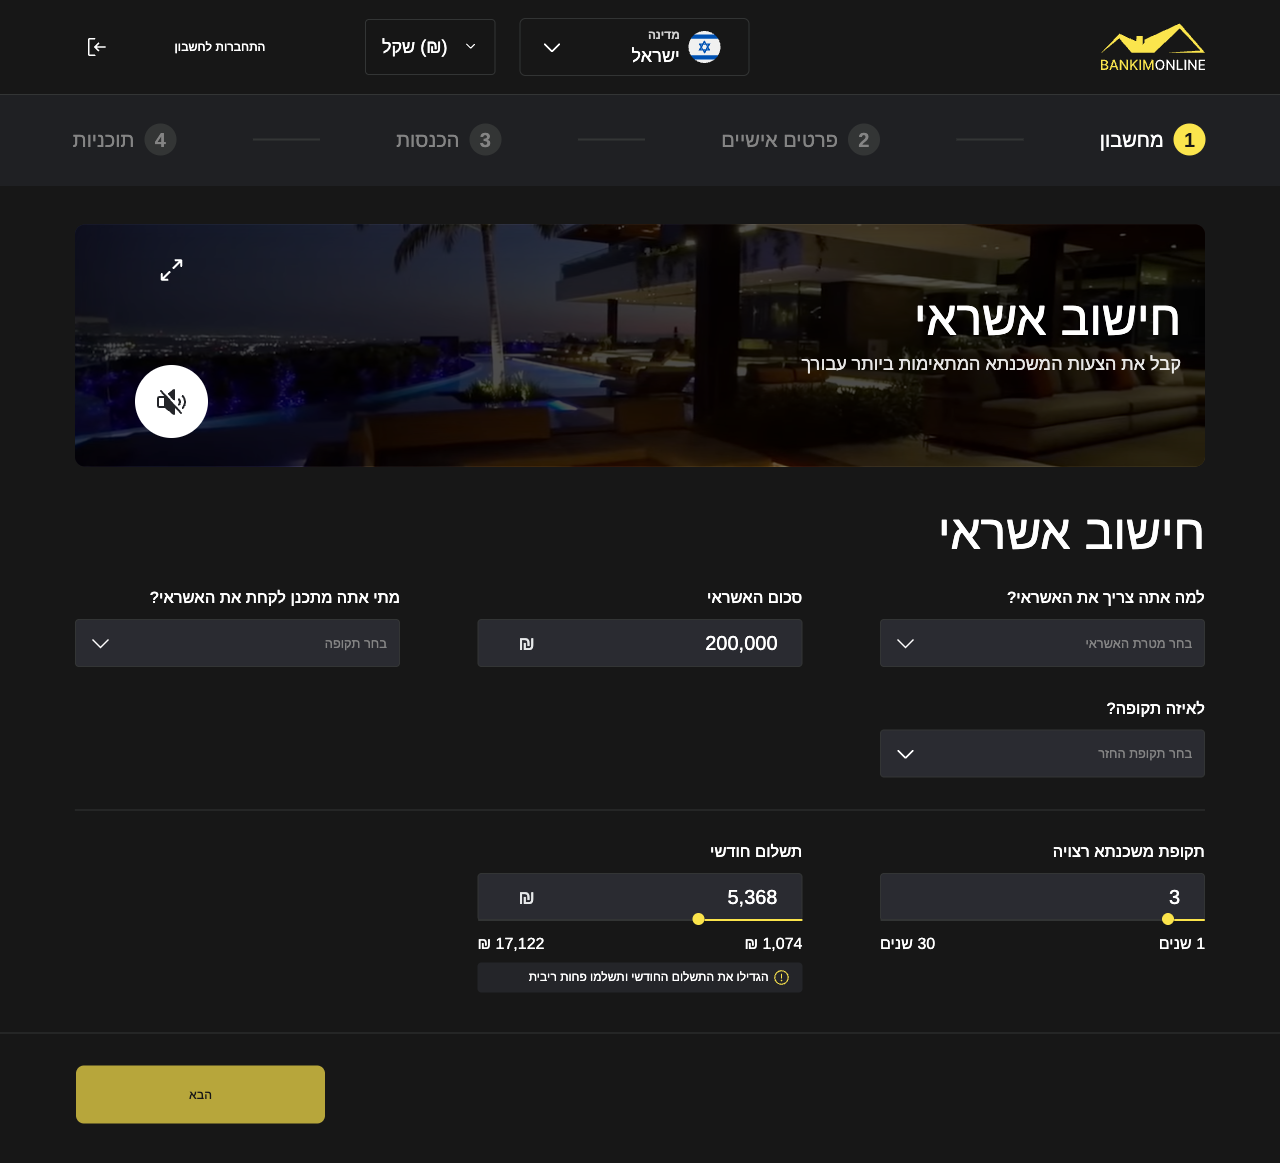 BANKIMONLINE
מדינה
ישראל
שקל (₪)
התחברות לחשבון
1 מחשבון
2 פרטים אישיים
3 הכנסות
4 תוכניות
חישוב אשראי
קבל את הצעות המשכנתא המתאימות ביותר עבורך
חישוב אשראי
למה אתה צריך את האשראי?
בחר מטרת האשראי
סכום האשראי
200,000 ₪
מתי אתה מתכנן לקחת את האשראי?
בחר תקופה
לאיזה תקופה?
בחר תקופת החזר
תקופת משכנתא רצויה
3
1 שנים
30 שנים
תשלום חודשי
5,368 ₪
1,074 ₪
17,122 ₪
הגדילו את התשלום החודשי ותשלמו פחות ריבית
הבא